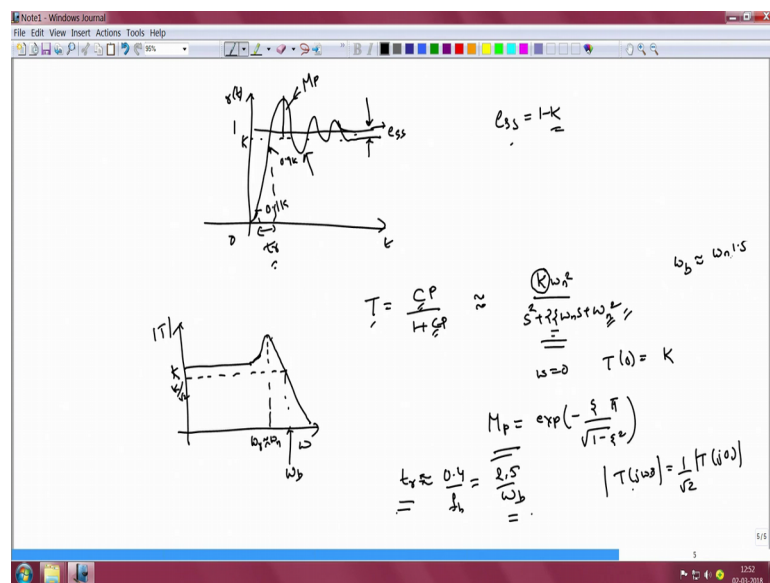 Note1 - Windows Journal
File Edit View Insert Actions Tools Help
95%
B I
γ(t)
Mp
1
K
0.9K
ess
0.1K
0
tr
t
ess = 1-K
ωb ≈ ωn 1.5
T = CP / 1+CP ≈ Kωn² / s²+2ξωns+ωn²
ω=0 T(0) = K
|T|
K
K/√2
ωr≈ωn
ω
ωb
Mp = exp(-ξπ / √1-ξ²)
tr ≈ 0.4 / fb = 2.5 / ωb
|T(jω)| = 1/√2 |T(j0)|
5/5
5
12:52
02-03-2018